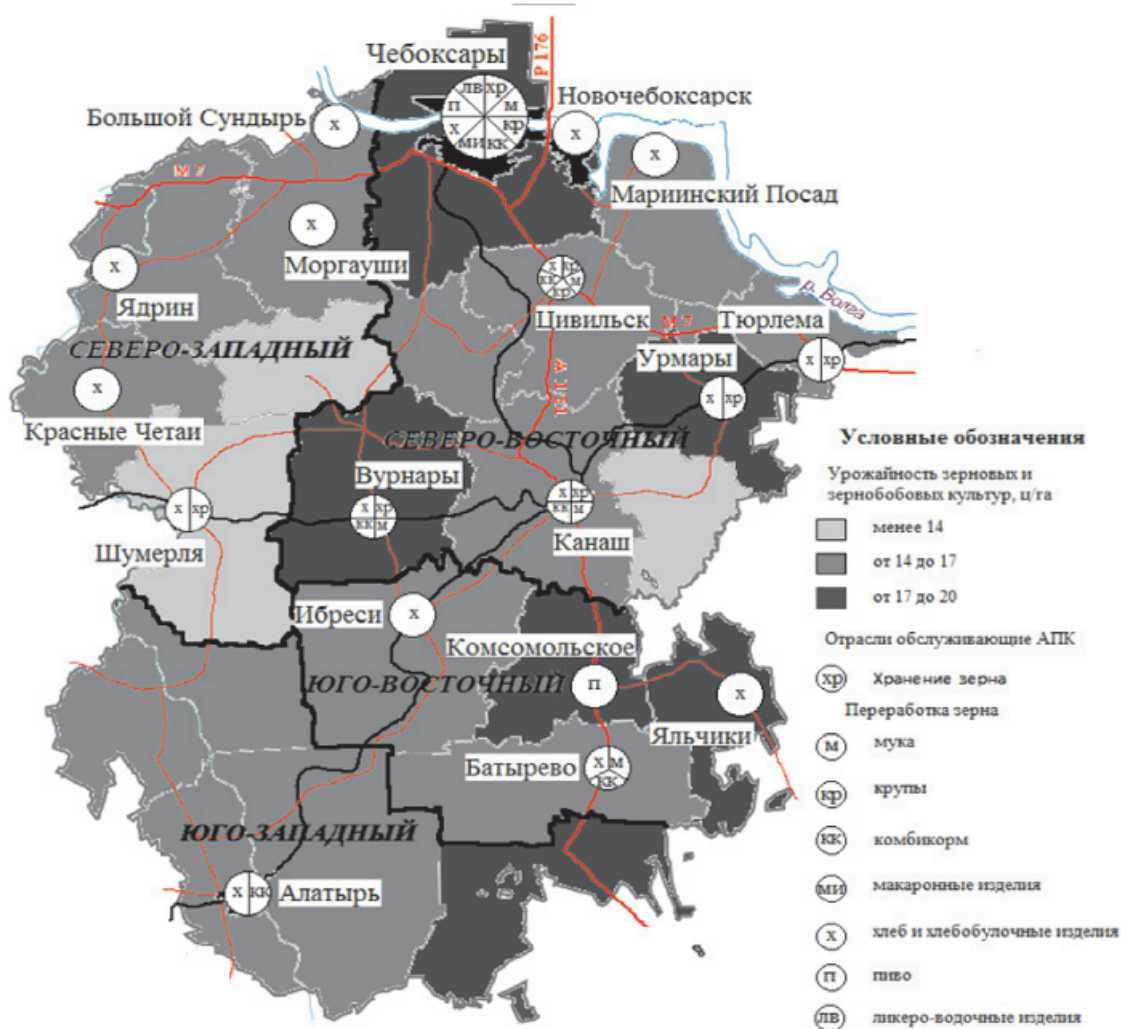 Чебоксары
Р 176
лв хр
п м
х кр
ми кк
Новочебоксарск
х
Большой Сундырь
х
х
Мариинский Посад
М 7
х
Моргауши
х
Ядрин
х кр
кк м
кр
Цивильск
р. Волга
М 7
Тюрлема
х хр
Урмары
х хр
СЕВЕРО-ЗАПАДНЫЙ
х
Красные Четаи
А 151
СЕВЕРО-ВОСТОЧНЫЙ
Вурнары
х хр
кк м
х хр
кк м
Канаш
х хр
Шумерля
Ибреси
х
Комсомольское
п
ЮГО-ВОСТОЧНЫЙ
х
Яльчики
Батырево
х м
кк
ЮГО-ЗАПАДНЫЙ
х кк
Алатырь
Условные обозначения
Урожайность зерновых и
зернобобовых культур, ц/га
менее 14
от 14 до 17
от 17 до 20
Отрасли обслуживающие АПК
хр Хранение зерна
Переработка зерна
м мука
кр крупы
кк комбикорм
ми макаронные изделия
х хлеб и хлебобулочные изделия
п пиво
лв ликеро-водочные изделия